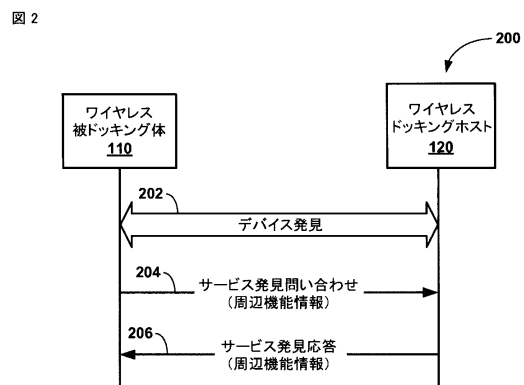 図 2
200
ワイヤレス
被ドッキング体
110
ワイヤレス
ドッキングホスト
120
202
デバイス発見
204
サービス発見問い合わせ
(周辺機能情報)
206
サービス発見応答
(周辺機能情報)